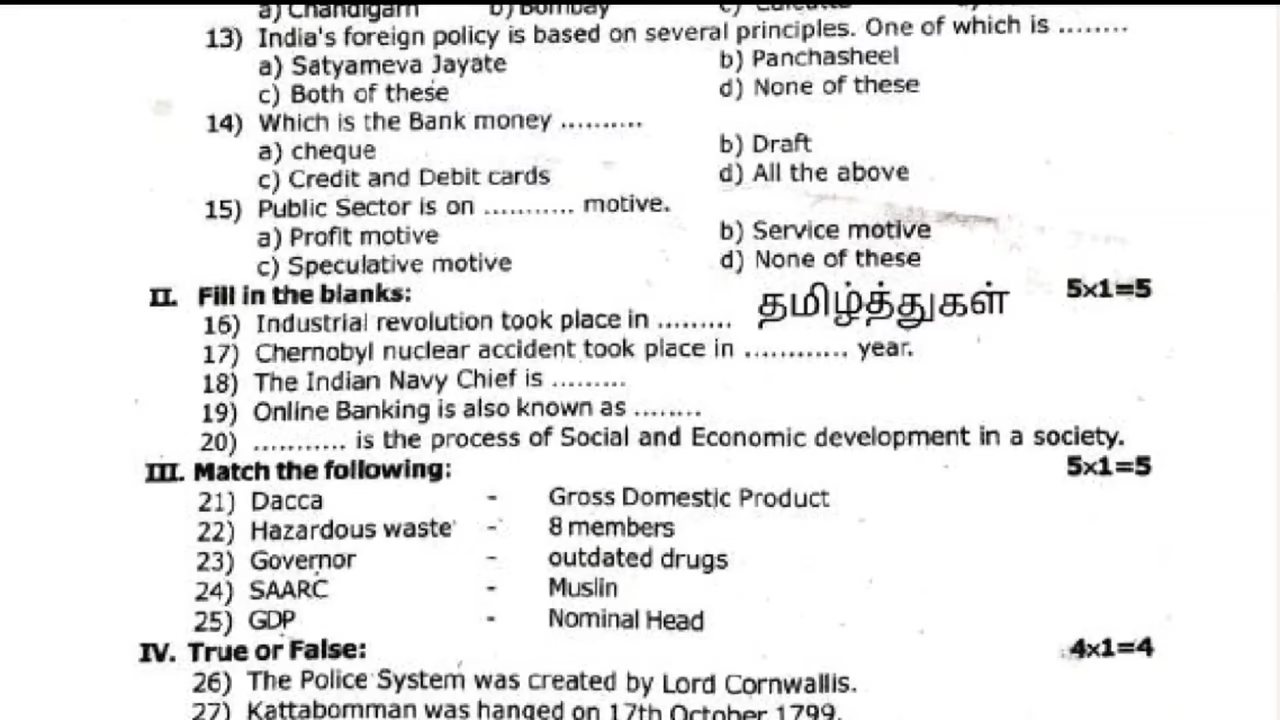 a) Chandigarh b) Bombay c) Calcutta
13) India's foreign policy is based on several principles. One of which is ........
a) Satyameva Jayate b) Panchasheel
c) Both of these d) None of these
14) Which is the Bank money ..........
a) cheque b) Draft
c) Credit and Debit cards d) All the above
15) Public Sector is on ........... motive.
a) Profit motive b) Service motive
c) Speculative motive d) None of these
II. Fill in the blanks: 5x1=5
16) Industrial revolution took place in ......... தமிழ்த்துகள்
17) Chernobyl nuclear accident took place in ............ year.
18) The Indian Navy Chief is .........
19) Online Banking is also known as ........
20) ........... is the process of Social and Economic development in a society.
III. Match the following: 5x1=5
21) Dacca - Gross Domestic Product
22) Hazardous waste - 8 members
23) Governor - outdated drugs
24) SAARC - Muslin
25) GDP - Nominal Head
IV. True or False: 4x1=4
26) The Police System was created by Lord Cornwallis.
27) Kattabomman was hanged on 17th October 1799.